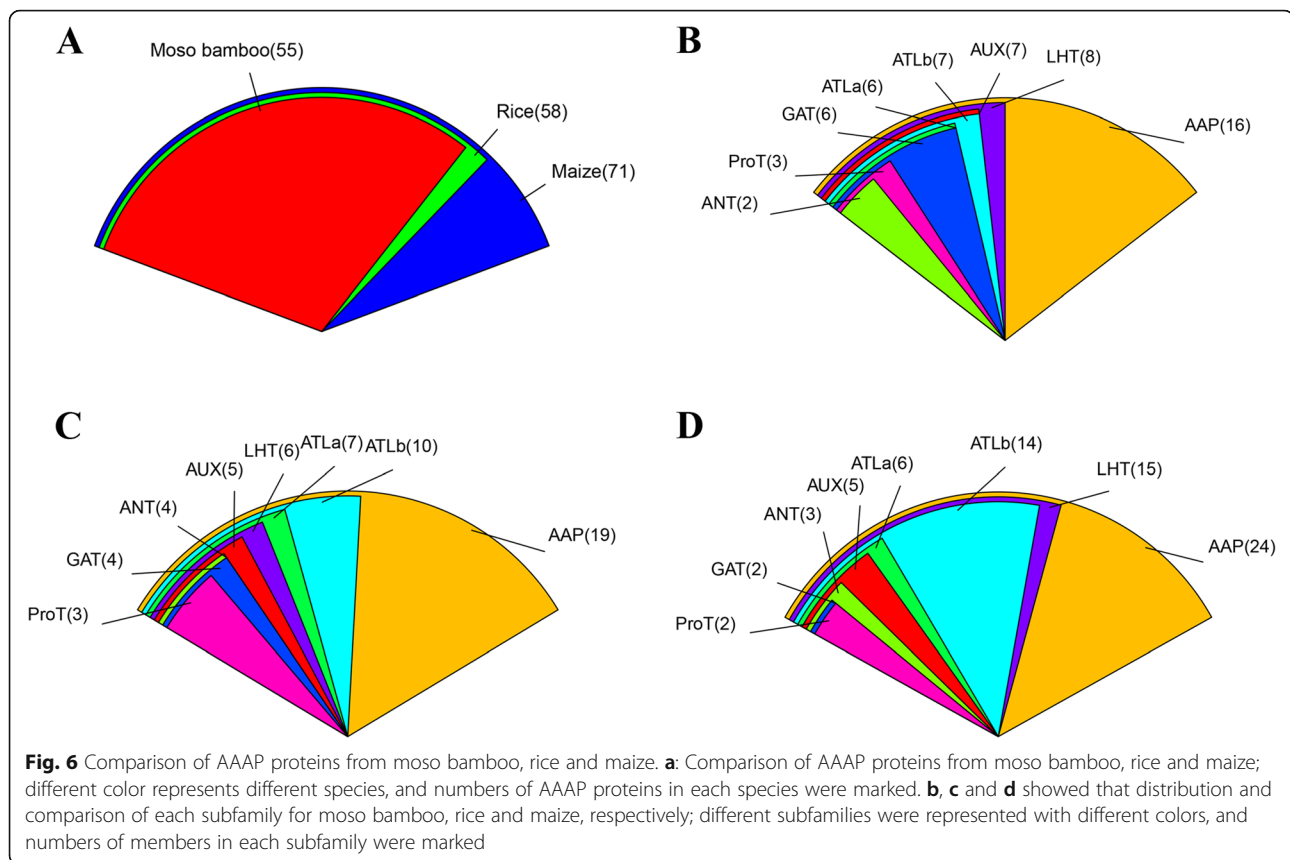 A
Moso bamboo(55)
Rice(58)
Maize(71)
B
ANT(2)
ProT(3)
GAT(6)
ATLa(6)
ATLb(7)
AUX(7)
LHT(8)
AAP(16)
C
ProT(3)
GAT(4)
ANT(4)
AUX(5)
LHT(6)
ATLa(7)
ATLb(10)
AAP(19)
D
ProT(2)
GAT(2)
ANT(3)
AUX(5)
ATLa(6)
ATLb(14)
LHT(15)
AAP(24)
Fig. 6 Comparison of AAAP proteins from moso bamboo, rice and maize. a: Comparison of AAAP proteins from moso bamboo, rice and maize;
different color represents different species, and numbers of AAAP proteins in each species were marked. b, c and d showed that distribution and
comparison of each subfamily for moso bamboo, rice and maize, respectively; different subfamilies were represented with different colors, and
numbers of members in each subfamily were marked